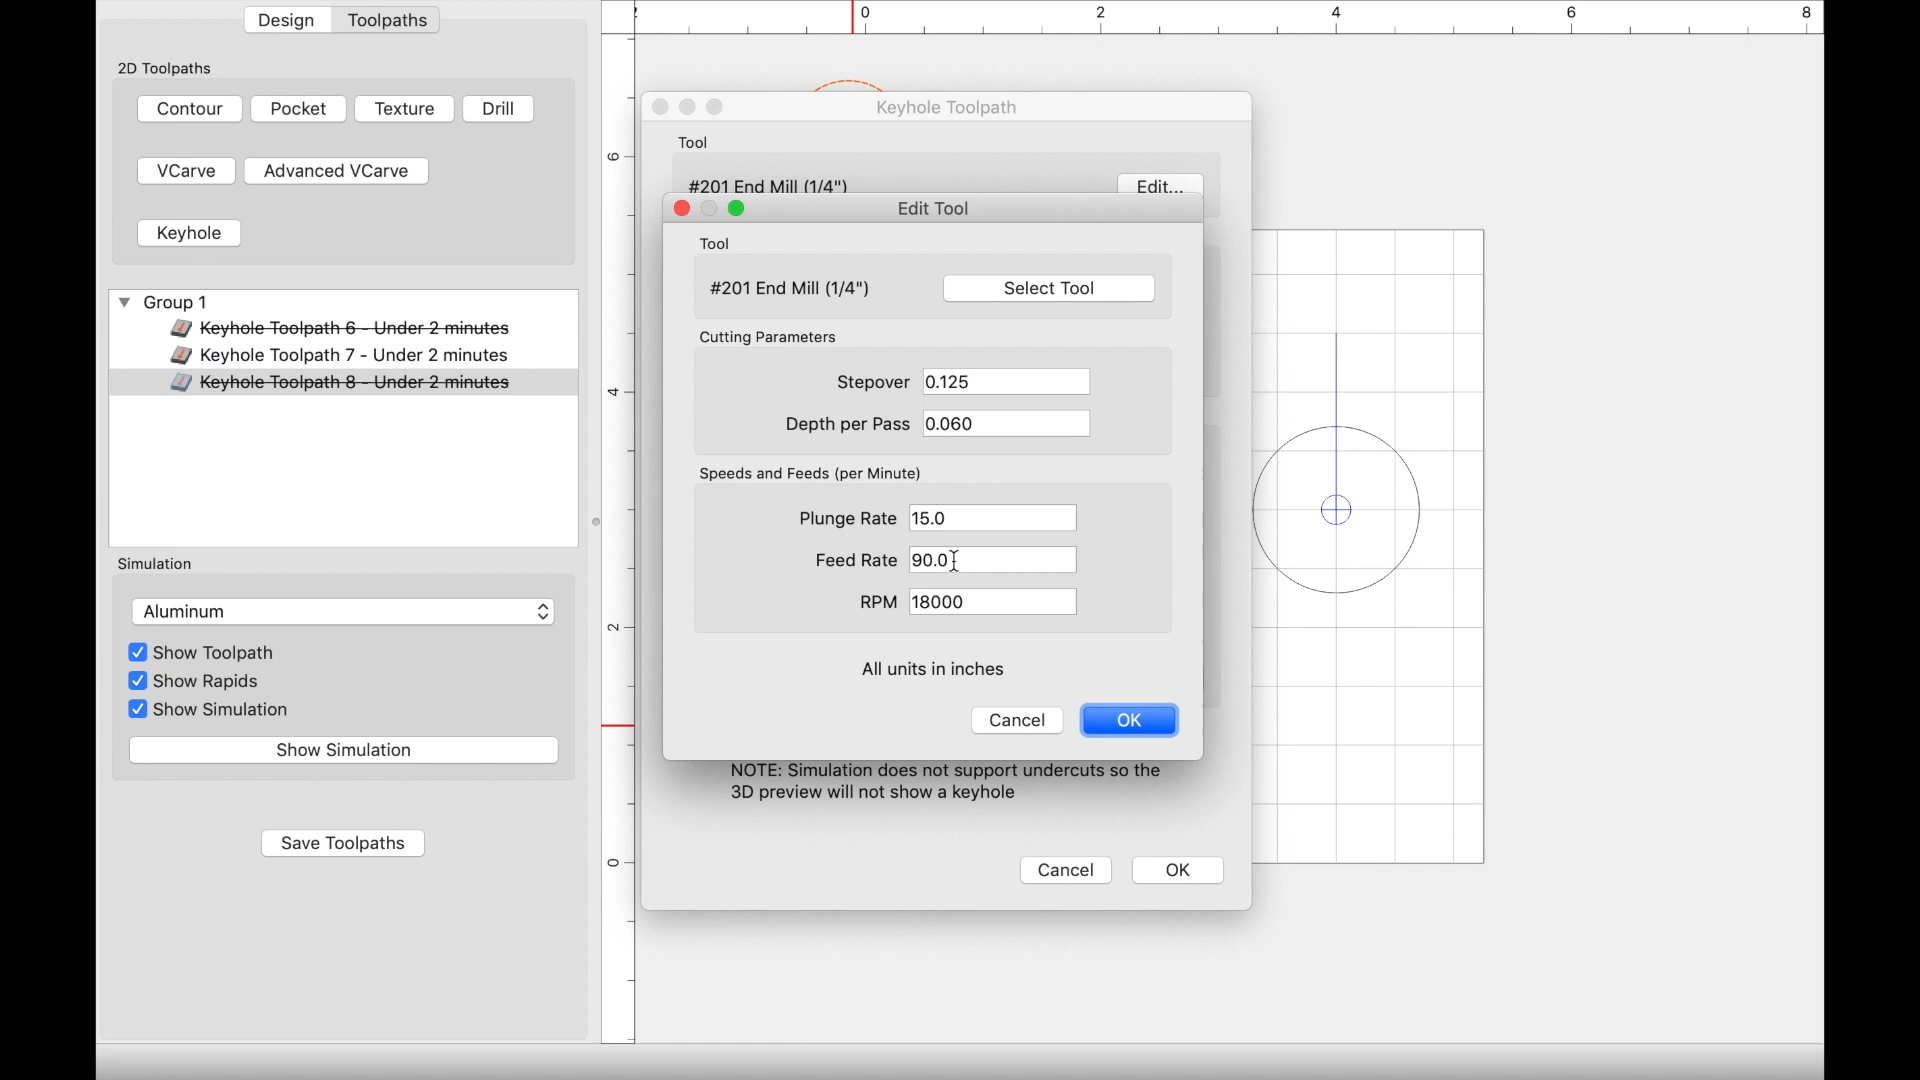 Design Toolpaths
2D Toolpaths
Contour Pocket Texture Drill
VCarve Advanced VCarve
Keyhole
Group 1
Keyhole Toolpath 6 - Under 2 minutes
Keyhole Toolpath 7 - Under 2 minutes
Keyhole Toolpath 8 - Under 2 minutes
Simulation
Aluminum
Show Toolpath
Show Rapids
Show Simulation
Show Simulation
Save Toolpaths
0 2 4 6 8
6
4
2
0
Keyhole Toolpath
Tool
#201 End Mill (1/4") Edit...
Edit Tool
Tool
#201 End Mill (1/4") Select Tool
Cutting Parameters
Stepover 0.125
Depth per Pass 0.060
Speeds and Feeds (per Minute)
Plunge Rate 15.0
Feed Rate 90.0
RPM 18000
All units in inches
Cancel OK
NOTE: Simulation does not support undercuts so the
3D preview will not show a keyhole
Cancel OK